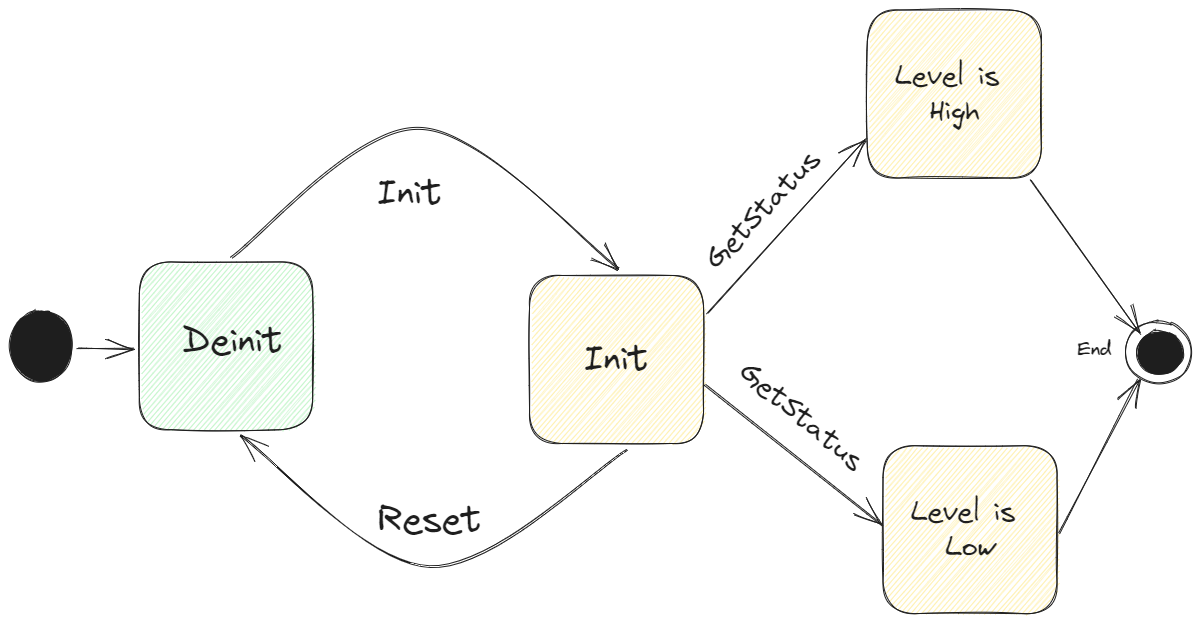 Level is
High
GetStatus
Init
Deinit
Init
End
GetStatus
Reset
Level is
Low